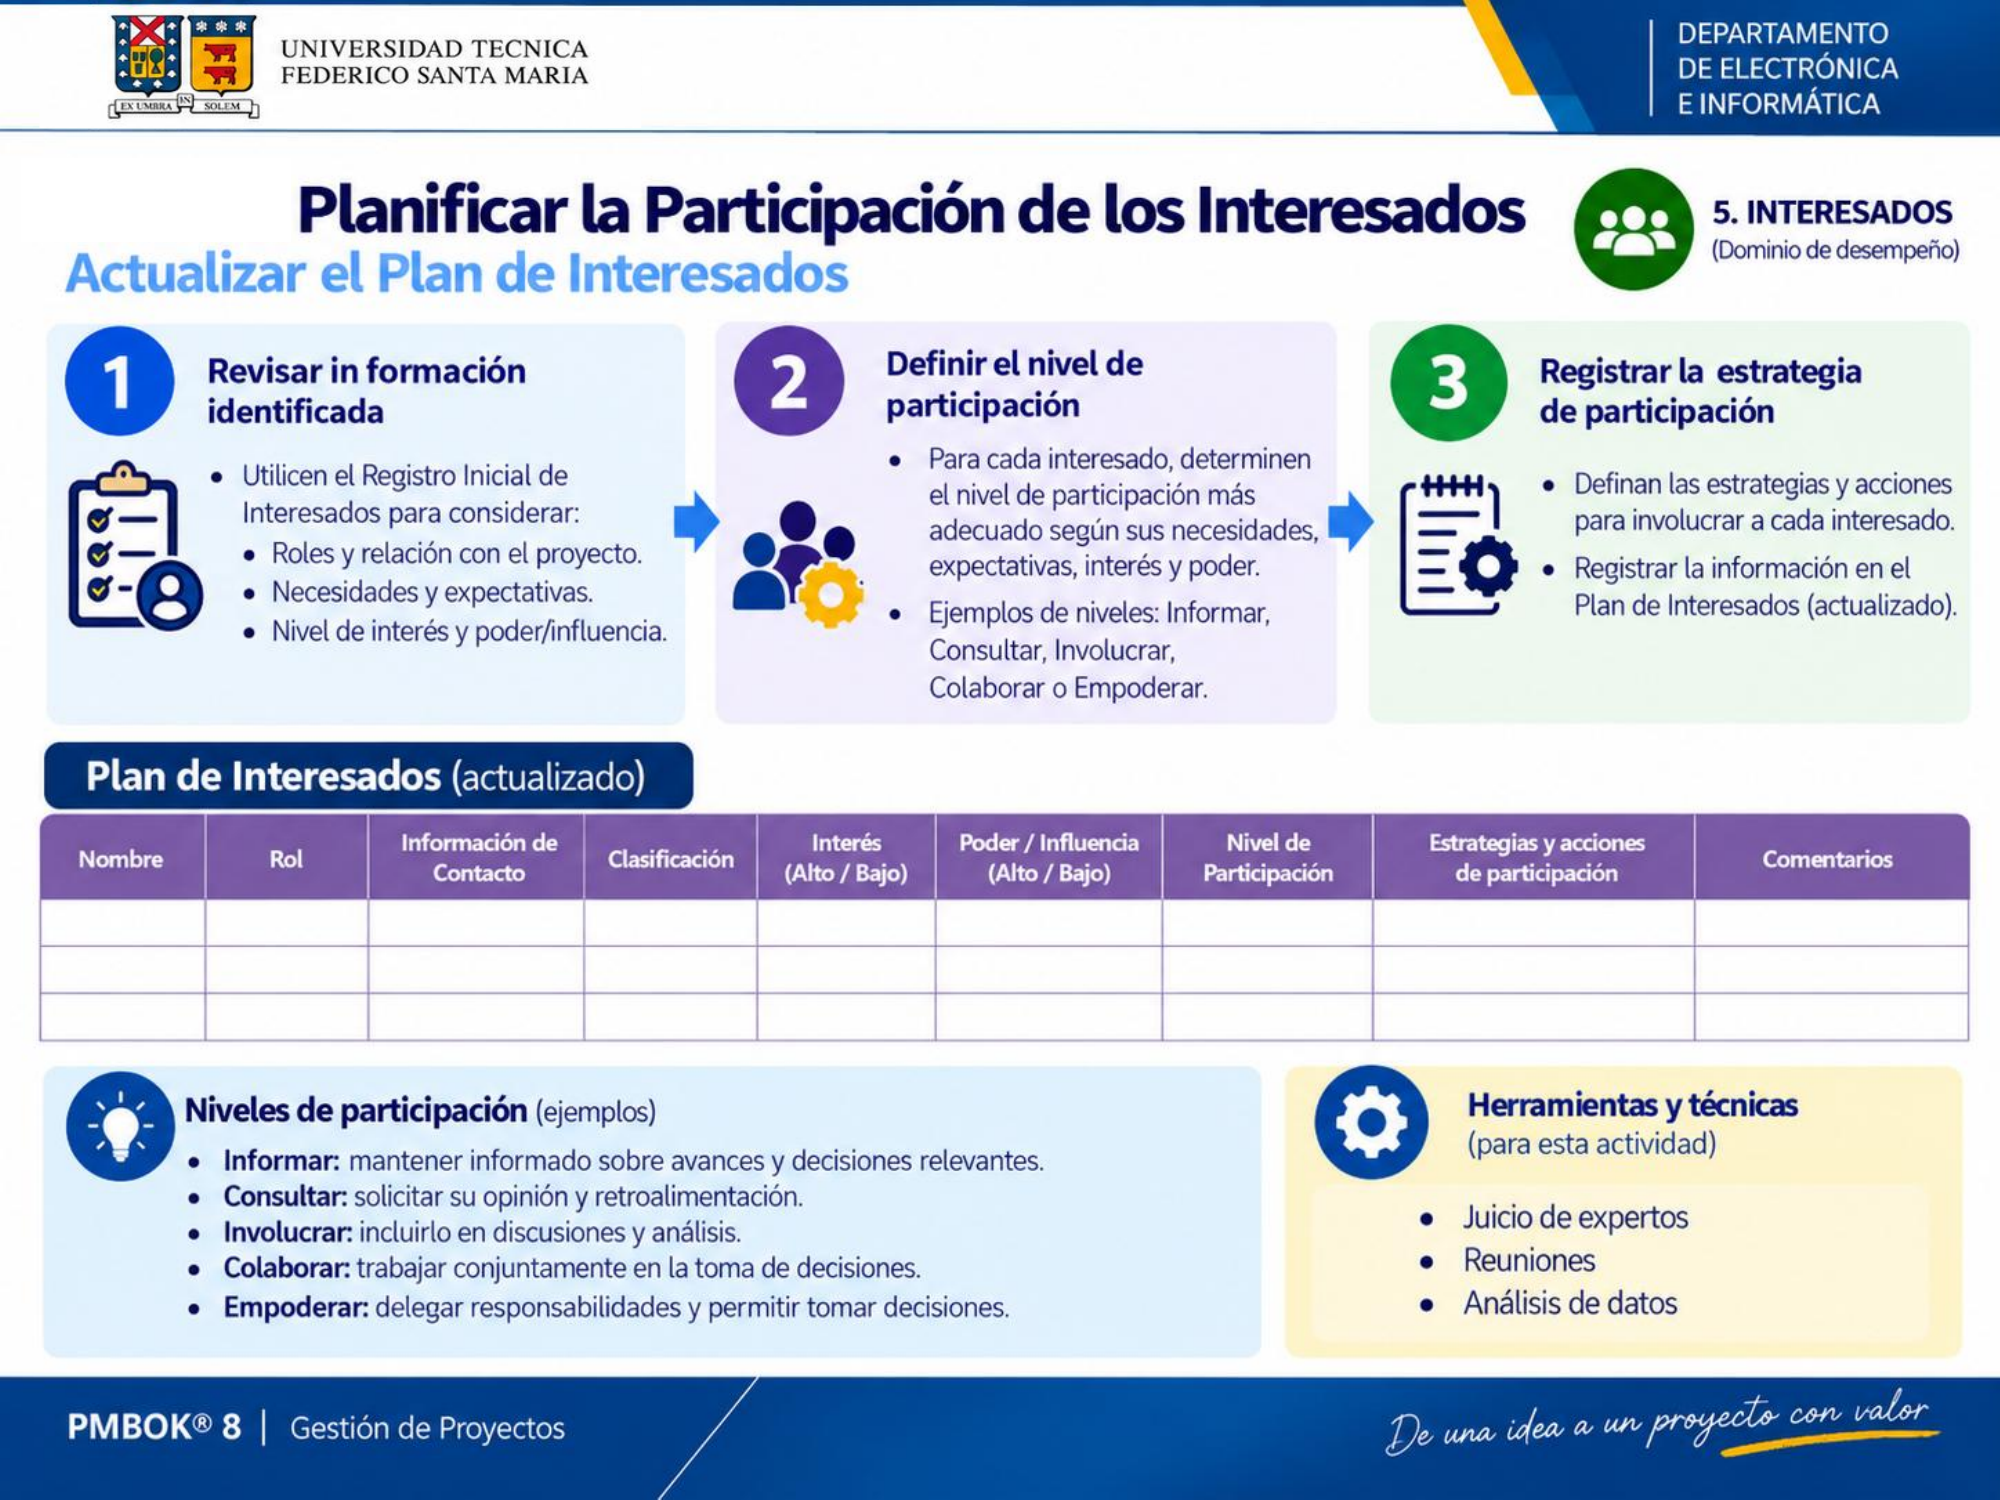 UNIVERSIDAD TECNICA
FEDERICO SANTA MARIA
EX UMBRA IN SOLEM
DEPARTAMENTO
DE ELECTRÓNICA
E INFORMÁTICA
Planificar la Participación de los Interesados
Actualizar el Plan de Interesados
5. INTERESADOS
(Dominio de desempeño)
1
Revisar in formación
identificada
• Utilicen el Registro Inicial de
Interesados para considerar:
• Roles y relación con el proyecto.
• Necesidades y expectativas.
• Nivel de interés y poder/influencia.
2
Definir el nivel de
participación
• Para cada interesado, determinen
el nivel de participación más
adecuado según sus necesidades,
expectativas, interés y poder.
• Ejemplos de niveles: Informar,
Consultar, Involucrar,
Colaborar o Empoderar.
3
Registrar la estrategia
de participación
• Definan las estrategias y acciones
para involucrar a cada interesado.
• Registrar la información en el
Plan de Interesados (actualizado).
Plan de Interesados (actualizado)
Nombre
Rol
Información de
Contacto
Clasificación
Interés
(Alto / Bajo)
Poder / Influencia
(Alto / Bajo)
Nivel de
Participación
Estrategias y acciones
de participación
Comentarios
Niveles de participación (ejemplos)
• Informar: mantener informado sobre avances y decisiones relevantes.
• Consultar: solicitar su opinión y retroalimentación.
• Involucrar: incluirlo en discusiones y análisis.
• Colaborar: trabajar conjuntamente en la toma de decisiones.
• Empoderar: delegar responsabilidades y permitir tomar decisiones.
Herramientas y técnicas
(para esta actividad)
• Juicio de expertos
• Reuniones
• Análisis de datos
PMBOK® 8 | Gestión de Proyectos
De una idea a un proyecto con valor